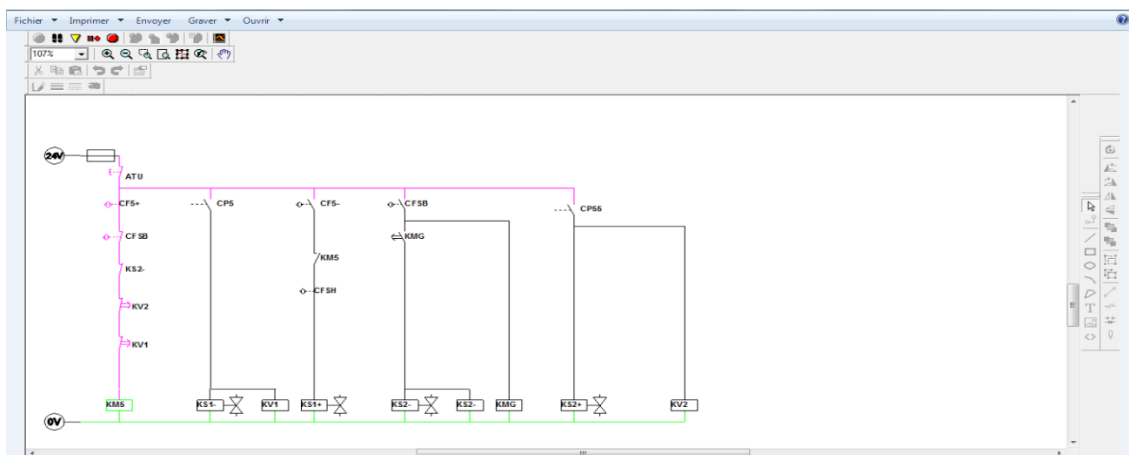 Fichier Imprimer Envoyer Graver Ouvrir
107%
24V
ATU
CF5+ CP5 CF5- CFSB CP55
CFSB KMG
KS2- KM5
CFSH
KV2
KV1
KM5 KS1- KV1 KS1+ KS2- KS2- KMG KS2+ KV2
0V